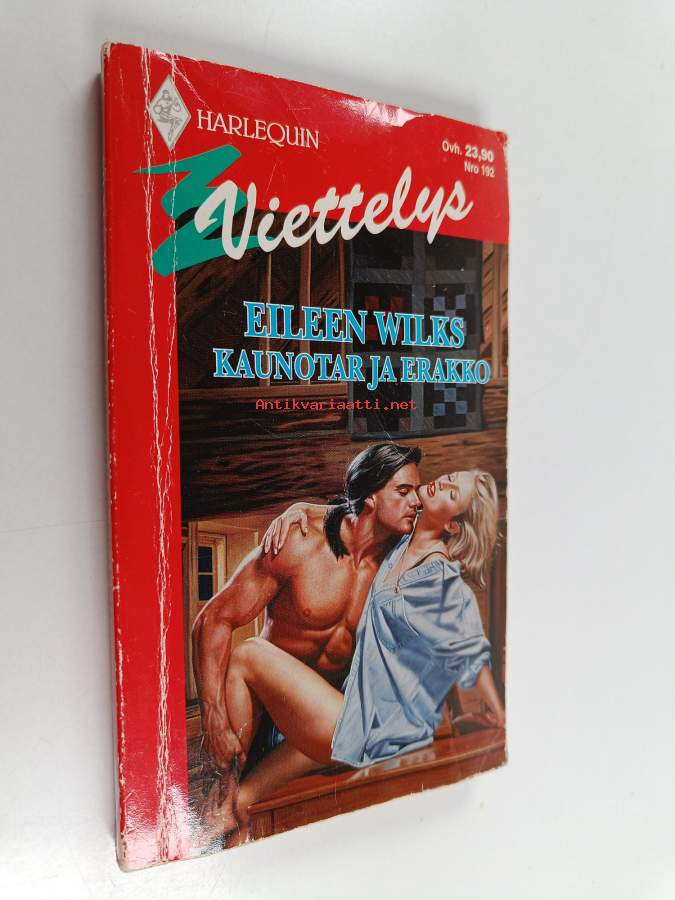 HARLEQUIN
Ovh. 23,90
Nro 192
Viettelys
EILEEN WILKS
KAUNOTAR JA ERAKKO
Antikvariaatti.net